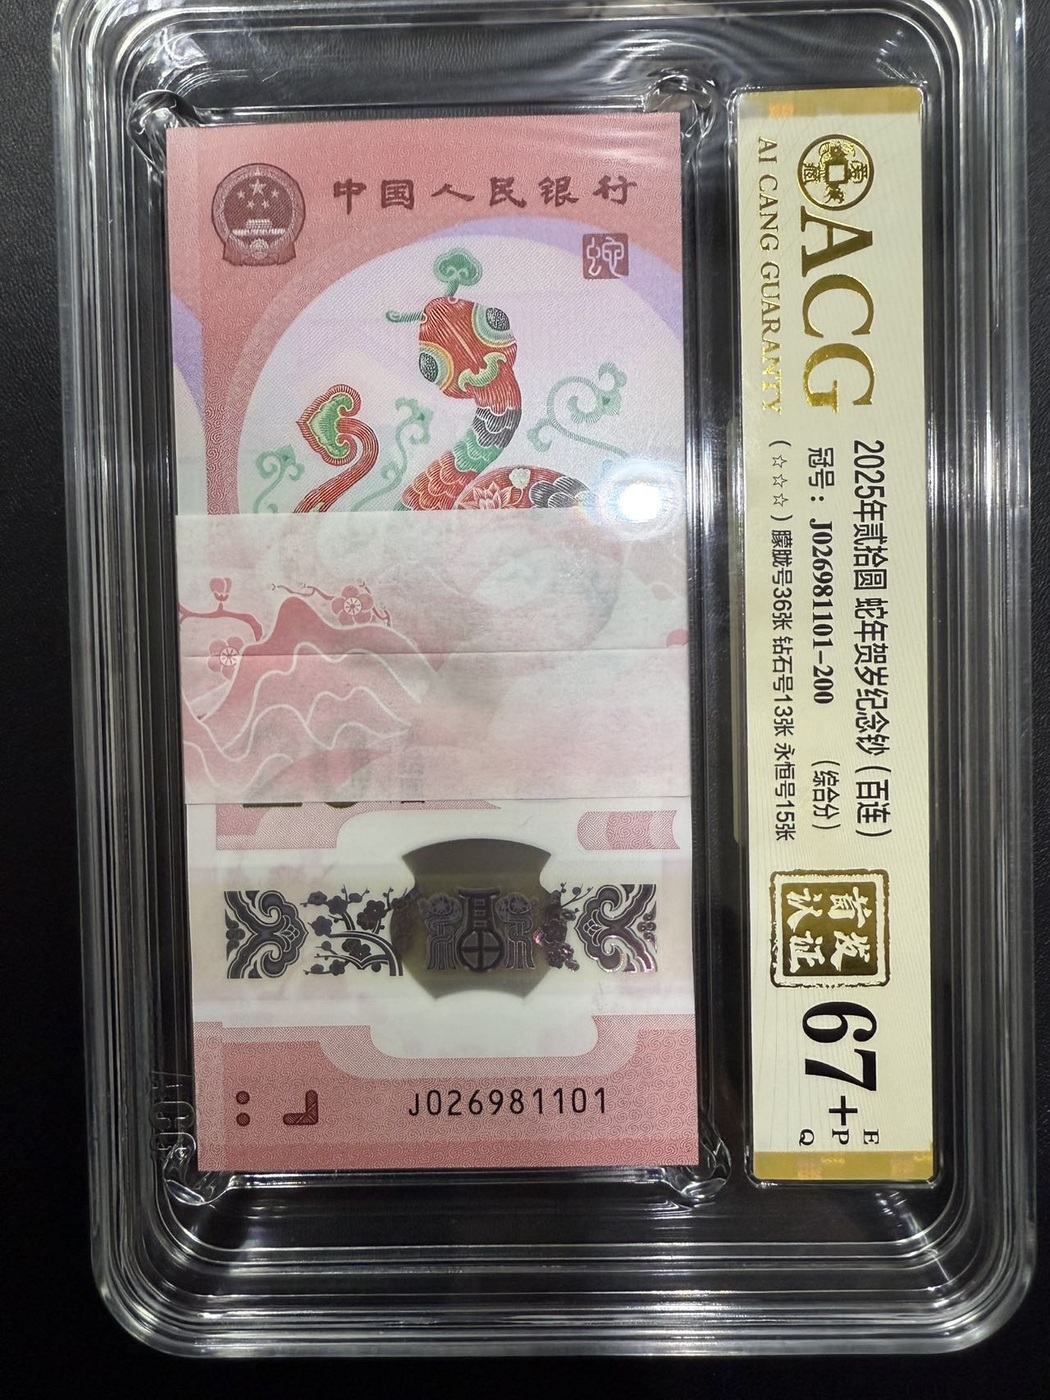 中国人民银行
蛇
J026981101
ACG
AI CANG GUARANTY
2025年贰拾圆 蛇年贺岁纪念钞（百连）
冠号：J026981101-200 （综合分）
（☆☆☆）朦胧号36张 钻石号13张 永恒号15张
首发
认证
67+
E
P
Q